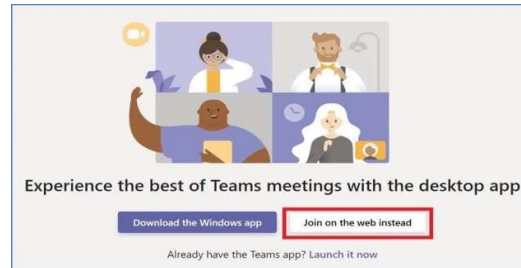 Experience the best of Teams meetings with the desktop app
Download the Windows app Join on the web instead
Already have the Teams app? Launch it now